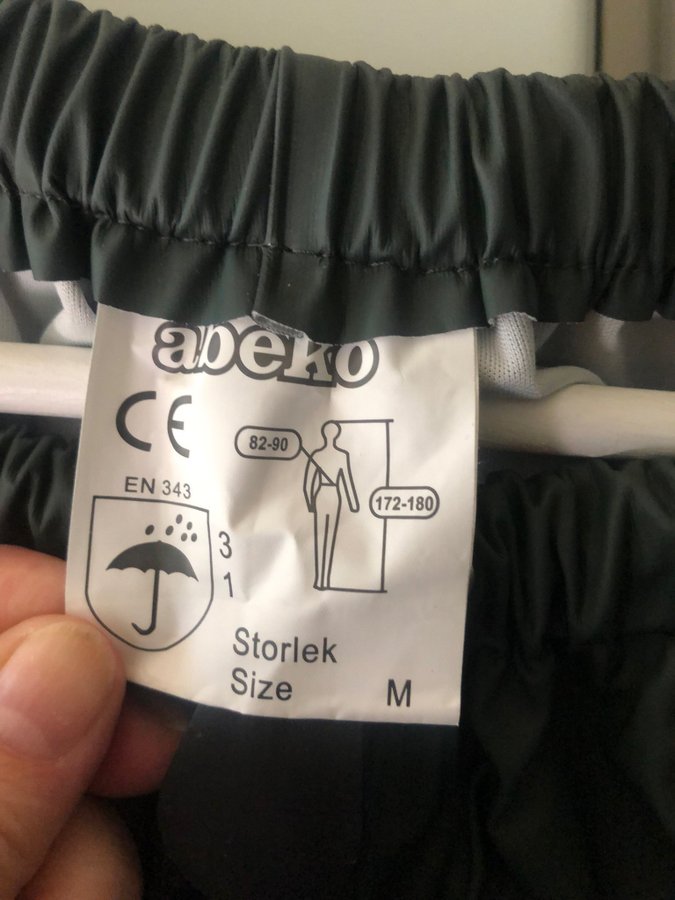 abeko
CE
82-90
EN 343
172-180
3
1
Storlek
Size M